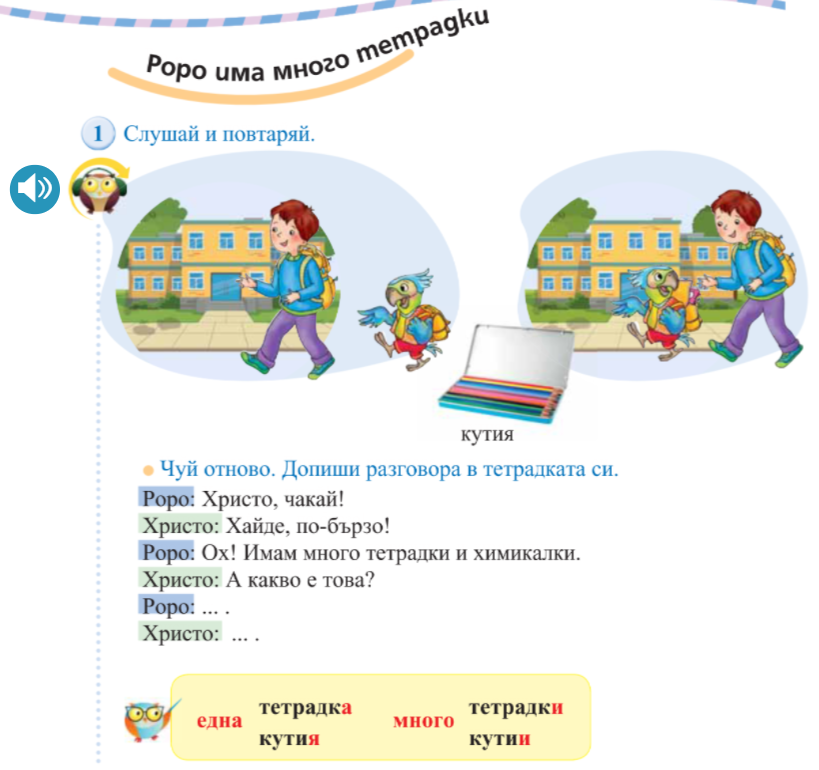 Роро има много тетрадки
1 Слушай и повтаряй.
кутия
Чуй отново. Допиши разговора в тетрадката си.
Роро: Христо, чакай!
Христо: Хайде, по-бързо!
Роро: Ох! Имам много тетрадки и химикалки.
Христо: А какво е това?
Роро: ... .
Христо: ... .
една тетрадка много тетрадки
кутия кутии